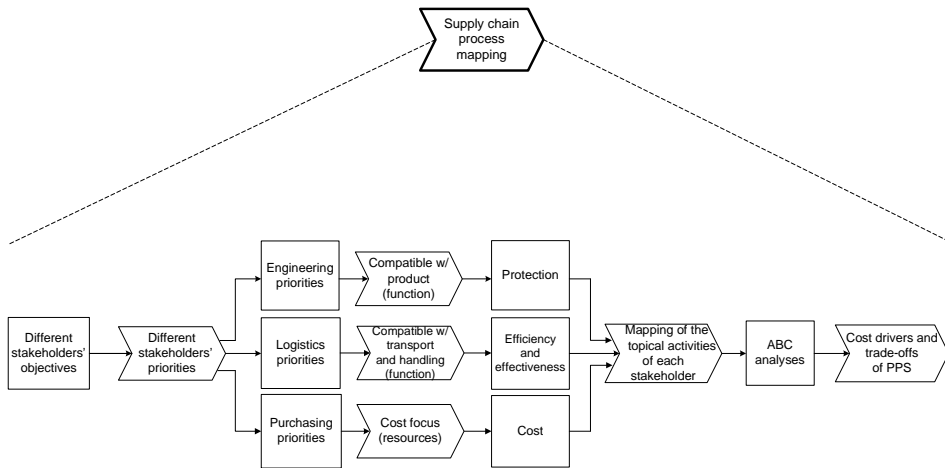 Supply chain
process
mapping
Different
stakeholders'
objectives
Different
stakeholders'
priorities
Engineering
priorities
Compatible w/
product
(function)
Protection
Logistics
priorities
Compatible w/
transport
and handling
(function)
Efficiency and
effectiveness
Purchasing
priorities
Cost focus
(resources)
Cost
Mapping of the
topical activities
of each
stakeholder
ABC
analyses
Cost drivers and
trade-offs
of PPS